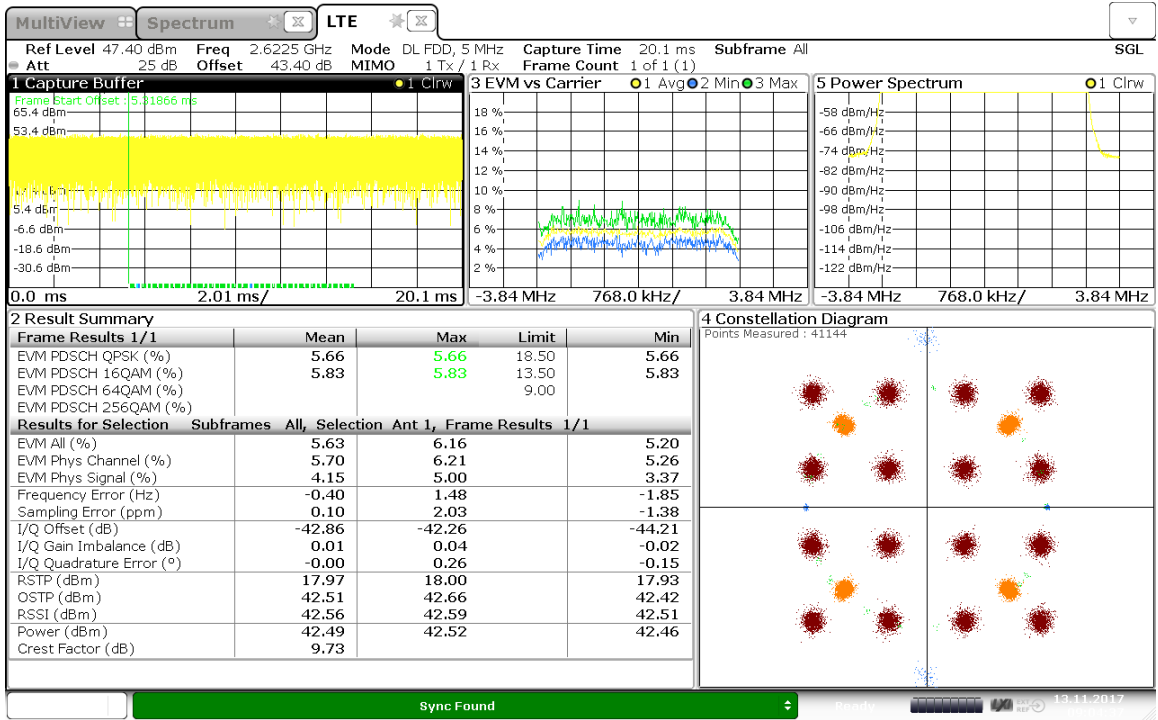 MultiView Spectrum LTE
Ref Level 47.40 dBm Freq 2.6225 GHz Mode DL FDD, 5 MHz Capture Time 20.1 ms Subframe All SGL
Att 25 dB Offset 43.40 dB MIMO 1 Tx / 1 Rx Frame Count 1 of 1 (1)
1 Capture Buffer 1 Clrw
Frame Start Offset : 5.31866 ms
65.4 dBm
53.4 dBm
5.4 dBm
-6.6 dBm
-18.6 dBm
-30.6 dBm
0.0 ms 2.01 ms/ 20.1 ms
3 EVM vs Carrier 1 Avg 2 Min 3 Max
18 %
16 %
14 %
12 %
10 %
8 %
6 %
4 %
2 %
-3.84 MHz 768.0 kHz/ 3.84 MHz
5 Power Spectrum 1 Clrw
-58 dBm/Hz
-66 dBm/Hz
-74 dBm/Hz
-82 dBm/Hz
-90 dBm/Hz
-98 dBm/Hz
-106 dBm/Hz
-114 dBm/Hz
-122 dBm/Hz
-3.84 MHz 768.0 kHz/ 3.84 MHz
2 Result Summary
Frame Results 1/1 Mean Max Limit Min
EVM PDSCH QPSK (%) 5.66 5.66 18.50 5.66
EVM PDSCH 16QAM (%) 5.83 5.83 13.50 5.83
EVM PDSCH 64QAM (%) 9.00
EVM PDSCH 256QAM (%)
Results for Selection Subframes All, Selection Ant 1, Frame Results 1/1
EVM All (%) 5.63 6.16 5.20
EVM Phys Channel (%) 5.70 6.21 5.26
EVM Phys Signal (%) 4.15 5.00 3.37
Frequency Error (Hz) -0.40 1.48 -1.85
Sampling Error (ppm) 0.10 2.03 -1.38
I/Q Offset (dB) -42.86 -42.26 -44.21
I/Q Gain Imbalance (dB) 0.01 0.04 -0.02
I/Q Quadrature Error (°) -0.00 0.26 -0.15
RSTP (dBm) 17.97 18.00 17.93
OSTP (dBm) 42.51 42.66 42.42
RSSI (dBm) 42.56 42.59 42.51
Power (dBm) 42.49 42.52 42.46
Crest Factor (dB) 9.73
4 Constellation Diagram
Points Measured : 41144
Sync Found
Ready
LXI
REF
13.11.2017